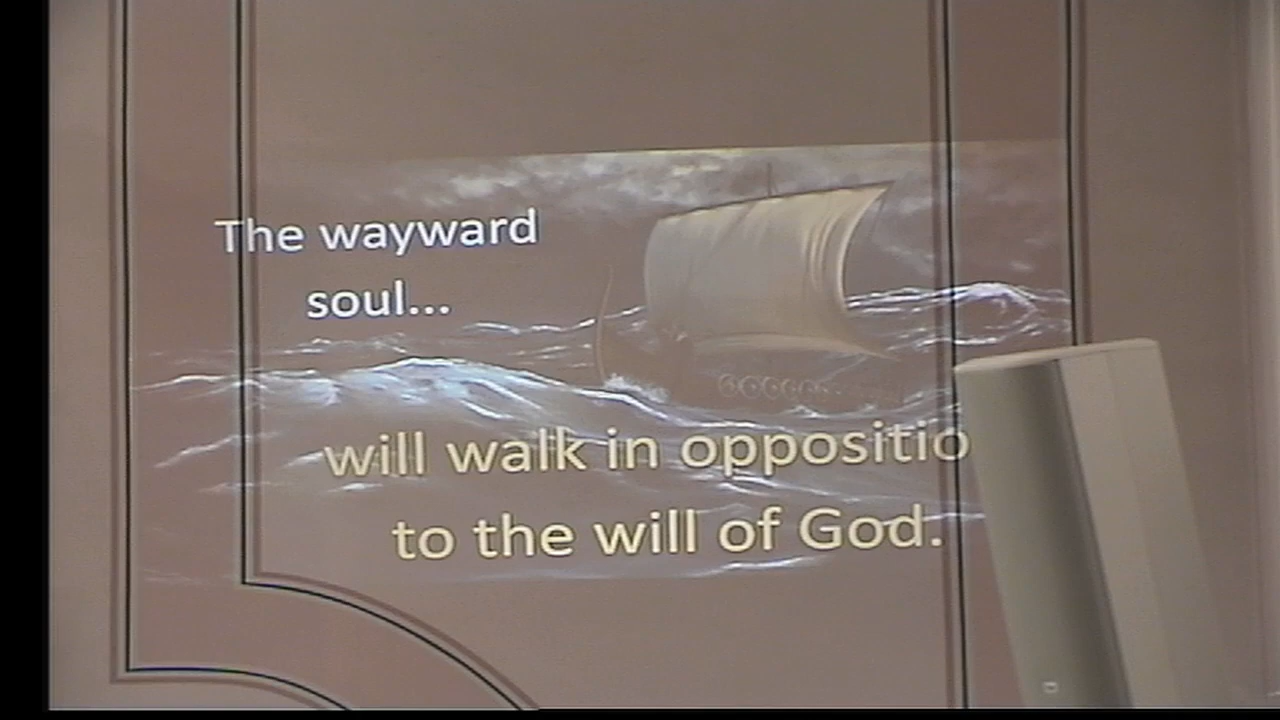 The wayward
soul...
will walk in oppositio
to the will of God.